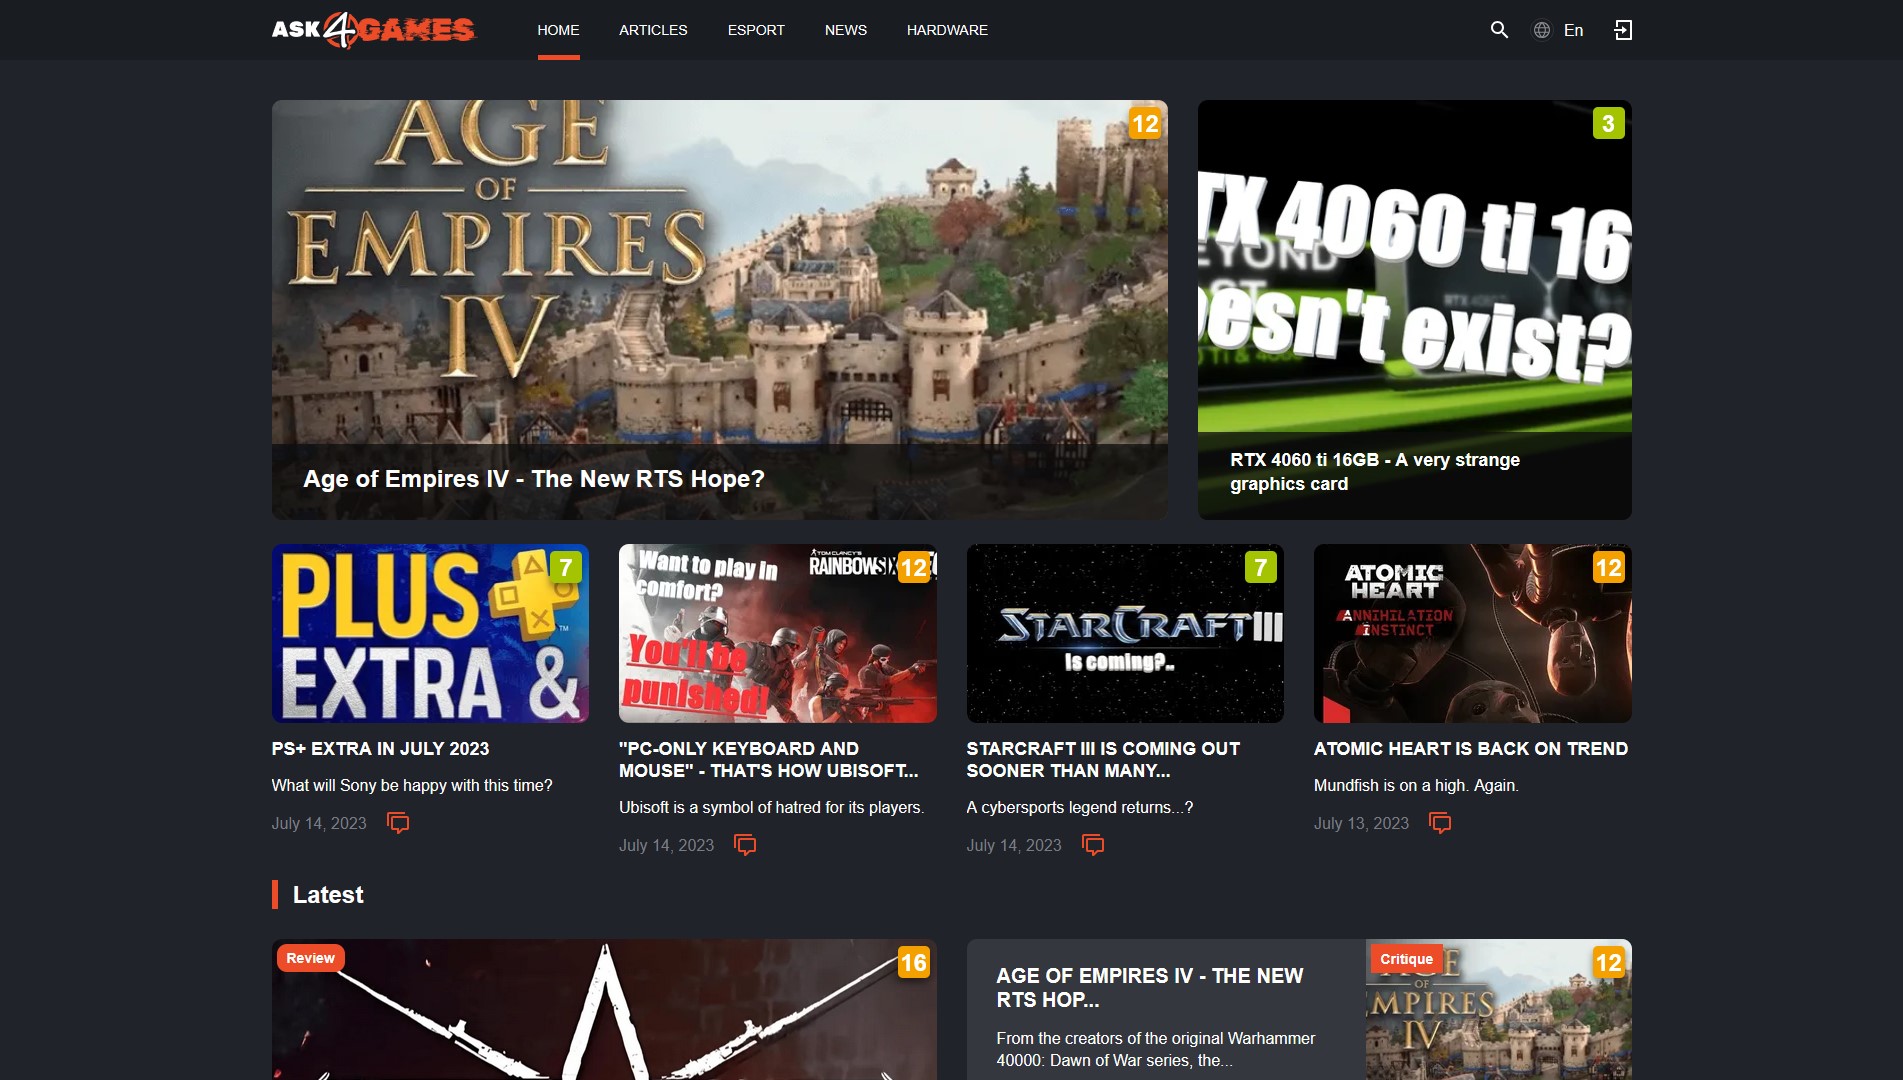 ASK4GAMES
HOME
ARTICLES
ESPORT
NEWS
HARDWARE
En
AGE
OF
EMPIRES
IV
12
Age of Empires IV - The New RTS Hope?
3
TX 4060 ti 16
EYOND
esn't exist?
RTX 4060 ti 16GB - A very strange
graphics card
PLUS
EXTRA &
TM
7
Want to play in
comfort?
TOM CLANCY'S
RAINBOW SIX
You'll be
punished!
12
STARCRAFT III
Is coming?..
7
ATOMIC
HEART
ANNIHILATION
INSTINCT
12
PS+ EXTRA IN JULY 2023
What will Sony be happy with this time?
July 14, 2023
"PC-ONLY KEYBOARD AND
MOUSE" - THAT'S HOW UBISOFT...
Ubisoft is a symbol of hatred for its players.
July 14, 2023
STARCRAFT III IS COMING OUT
SOONER THAN MANY...
A cybersports legend returns...?
July 14, 2023
ATOMIC HEART IS BACK ON TREND
Mundfish is on a high. Again.
July 13, 2023
Latest
Review
16
AGE OF EMPIRES IV - THE NEW
RTS HOP...
From the creators of the original Warhammer
40000: Dawn of War series, the...
Critique
12
E
OF
EMPIRES
IV